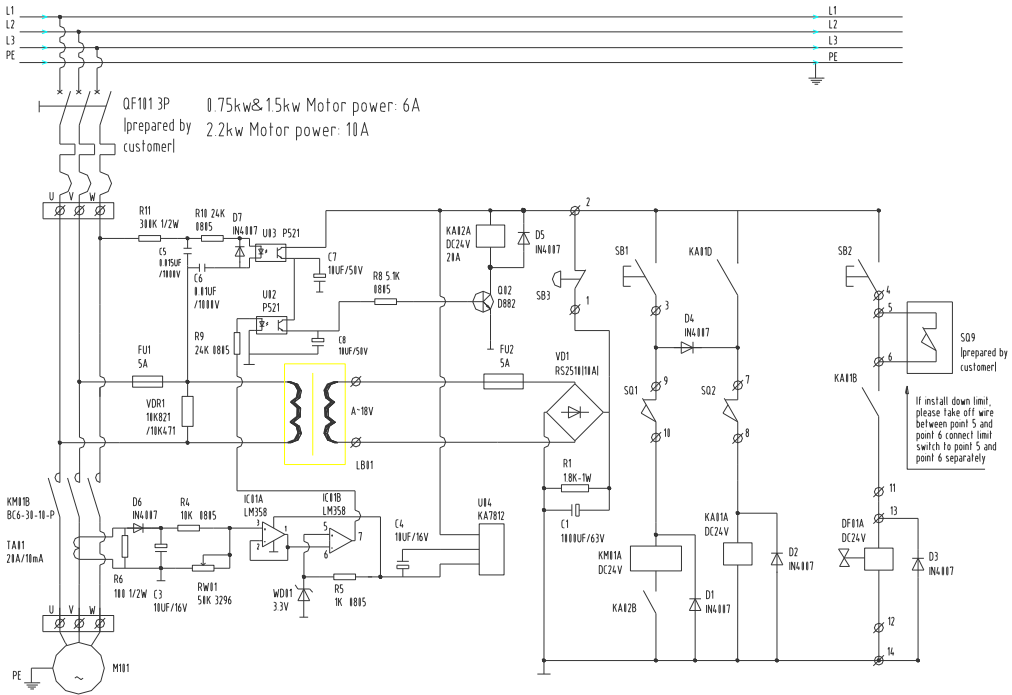 L1
L2
L3
PE
L1
L2
L3
PE
QF101 3P
|prepared by
customer|
0.75kw&1.5kw Motor power: 6A
2.2kw Motor power: 10A
U V W
R11
300K 1/2W
R10 24K
0805
D7
IN4007
U03 P521
C5
0.015UF
/1000V
C6
0.01UF
/1000V
C7
10UF/50V
U02
P521
R9
24K 0805
C8
10UF/50V
R8 5.1K
0805
KA02A
DC24V
20A
D5
IN4007
Q02
D882
2
SB3
1
SB1
3
KA01D
SB2
4
5
6
SQ9
|prepared by
customer|
D4
IN4007
FU1
5A
VDR1
10K821
/10K471
A~18V
LB01
FU2
5A
VD1
RS2510|10A|
SQ1
9
10
SQ2
7
8
KA01B
If install down limit,
please take off wire
between point 5 and
point 6 connect limit
switch to point 5 and
point 6 separately
R1
1.8K-1W
C1
1000UF/63V
KM01B
BC6-30-10-P
TA01
20A/10mA
D6
IN4007
R4
10K 0805
IC01A
LM358
3
2
1
IC01B
LM358
5
6
7
C4
10UF/16V
U04
KA7812
R6
100 1/2W
C3
10UF/16V
RW01
50K 3296
WD01
3.3V
R5
1K 0805
KM01A
DC24V
KA02B
D1
IN4007
KA01A
DC24V
D2
IN4007
11
13
DF01A
DC24V
D3
IN4007
12
14
U V W
PE
M101
~